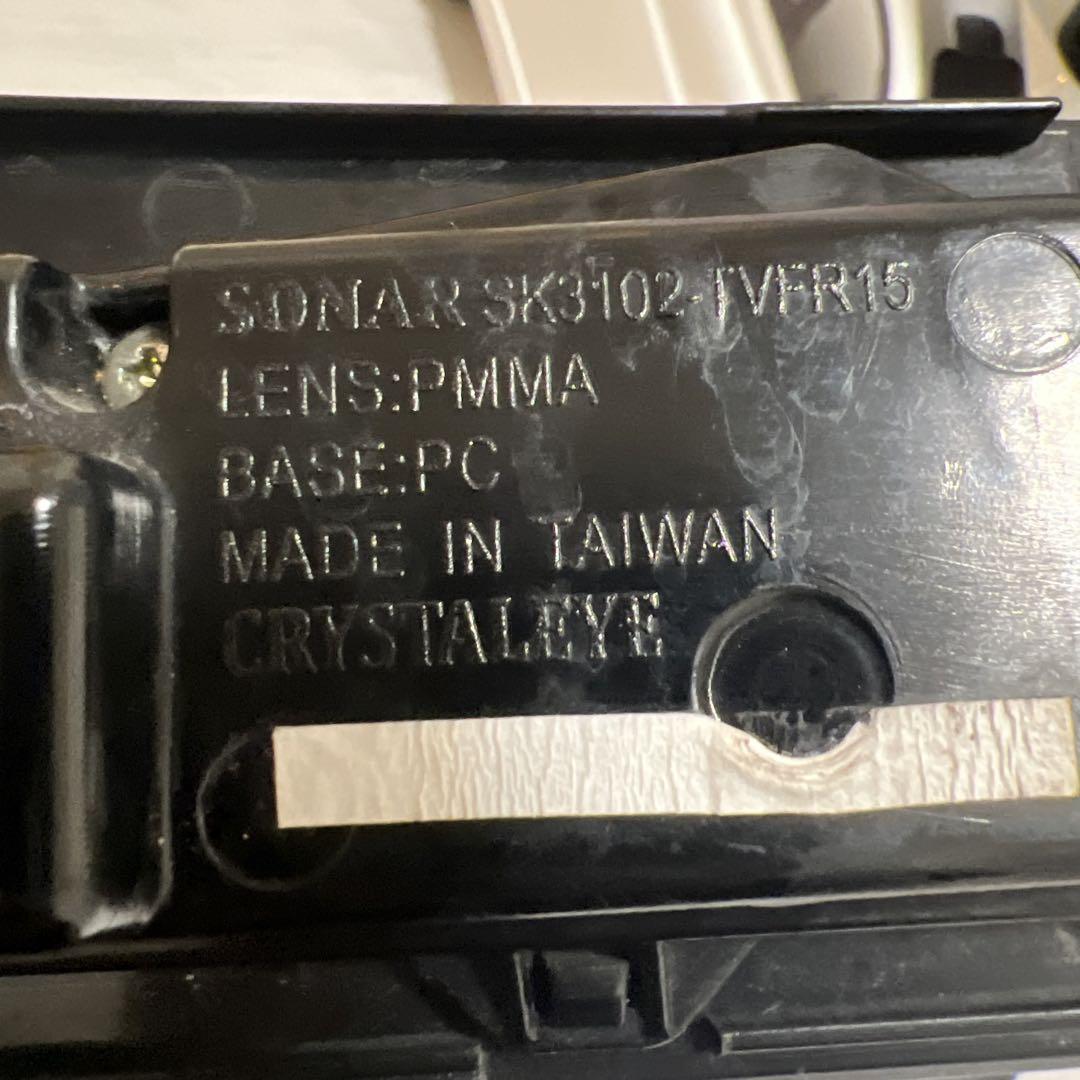 SONAR SK3102-TVFR15
LENS:PMMA
BASE:PC
MADE IN TAIWAN
CRYSTALEYE